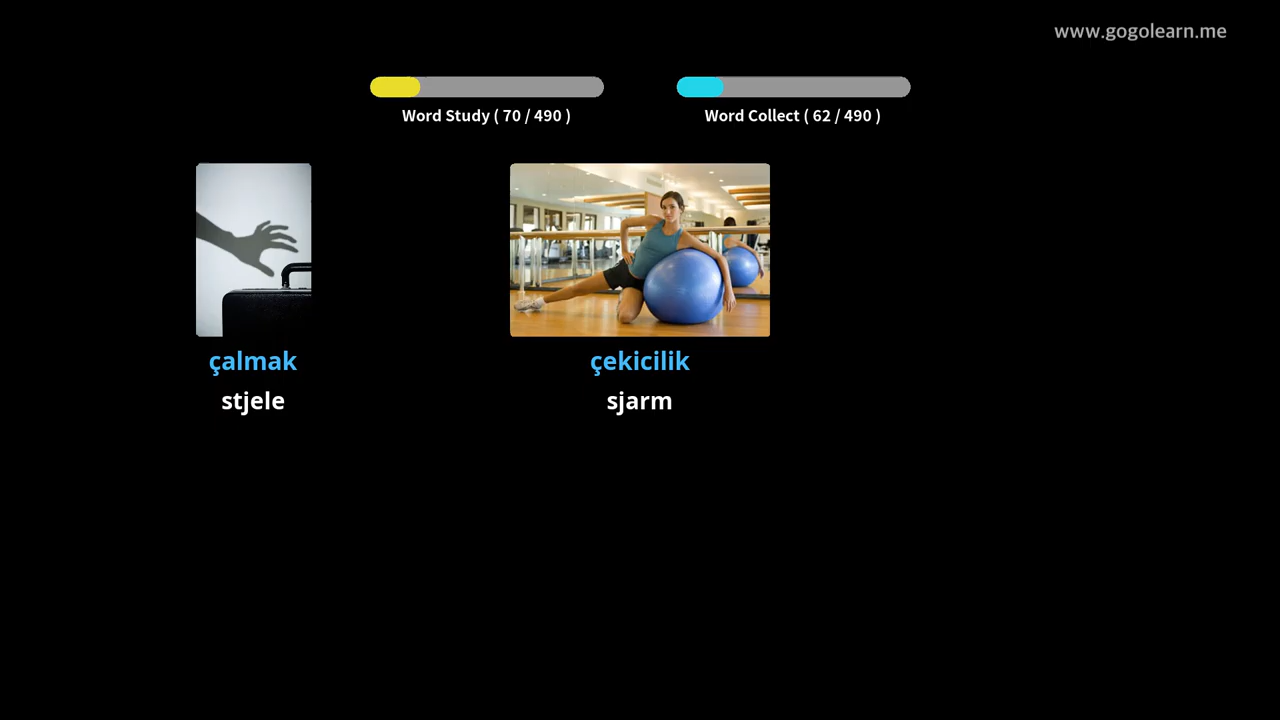 www.gogolearn.me
Word Study ( 70 / 490 )
Word Collect ( 62 / 490 )
çalmak
stjele
çekicilik
sjarm